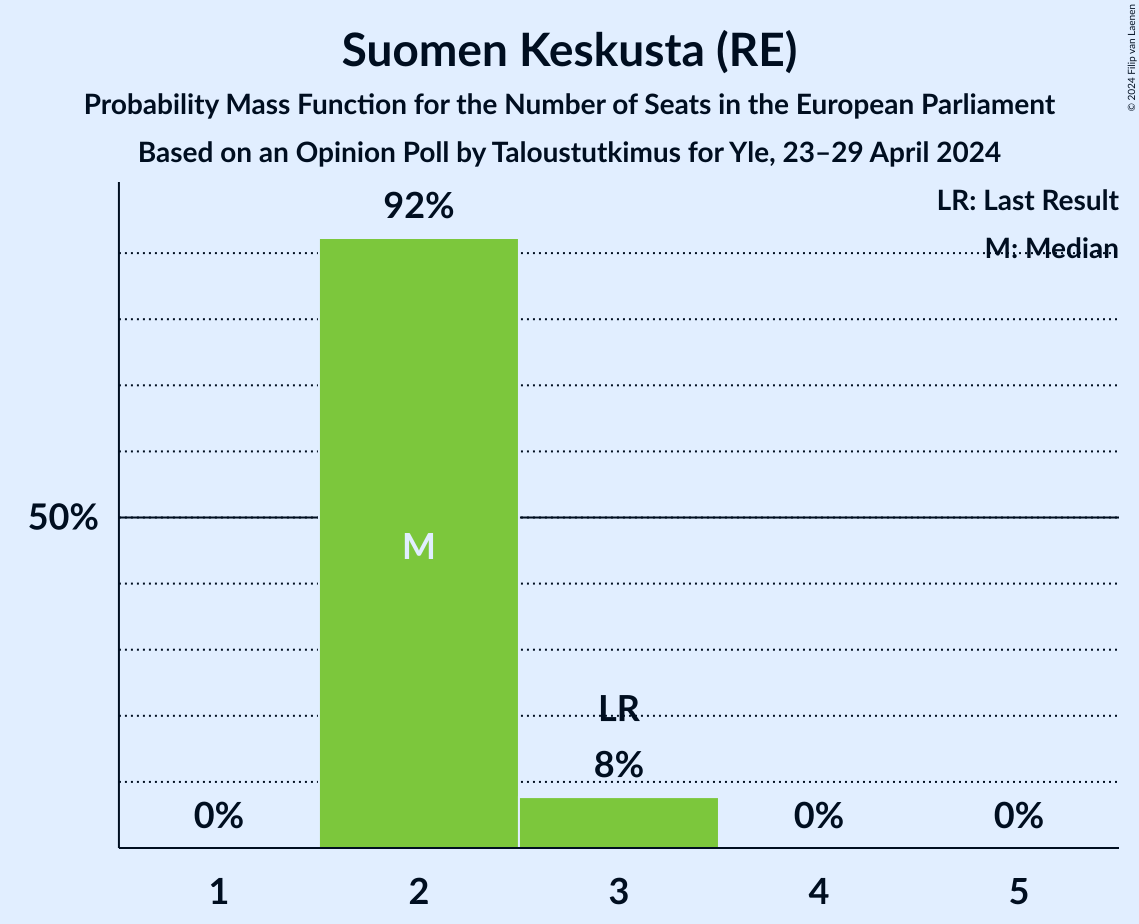 Suomen Keskusta (RE)
Probability Mass Function for the Number of Seats in the European Parliament
Based on an Opinion Poll by Taloustutkimus for Yle, 23–29 April 2024
© 2024 Filip van Laenen
LR: Last Result
M: Median
92%
50%
M
LR
8%
0%
0%
0%
1
2
3
4
5